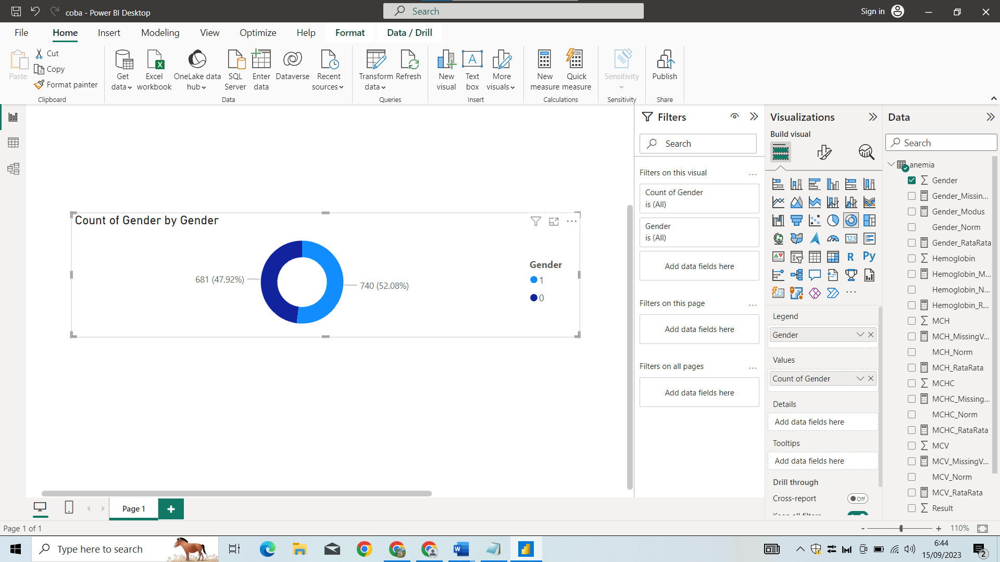 coba - Power BI Desktop
Search
Sign in
File
Home
Insert
Modeling
View
Optimize
Help
Format
Data / Drill
Paste
Cut
Copy
Format painter
Clipboard
Get
data
Excel
workbook
OneLake data
hub
SQL
Server
Enter
data
Dataverse
Recent
sources
Data
Transform
data
Refresh
Queries
New
visual
Text
box
More
visuals
Insert
New
measure
Quick
measure
Calculations
Sensitivity
Sensitivity
Publish
Share
Count of Gender by Gender
681 (47.92%)
740 (52.08%)
Gender
1
0
Filters
Search
Filters on this visual
...
Count of Gender
is (All)
Gender
is (All)
Add data fields here
Filters on this page
...
Add data fields here
Filters on all pages
...
Add data fields here
Visualizations
Build visual
123
R
Py
123
...
Legend
Gender
Values
Count of Gender
Details
Add data fields here
Tooltips
Add data fields here
Drill through
Cross-report
Off
Data
Search
anemia
Gender
Gender_Missin...
Gender_Modus
Gender_Norm
Gender_RataRata
Hemoglobin
Hemoglobin_M...
Hemoglobin_N...
Hemoglobin_R...
MCH
MCH_MissingV...
MCH_Norm
MCH_RataRata
MCHC
MCHC_Missing...
MCHC_Norm
MCHC_RataRata
MCV
MCV_MissingV...
MCV_Norm
MCV_RataRata
Result
Page 1
Page 1 of 1
110%
Type here to search
6:44
15/09/2023
2